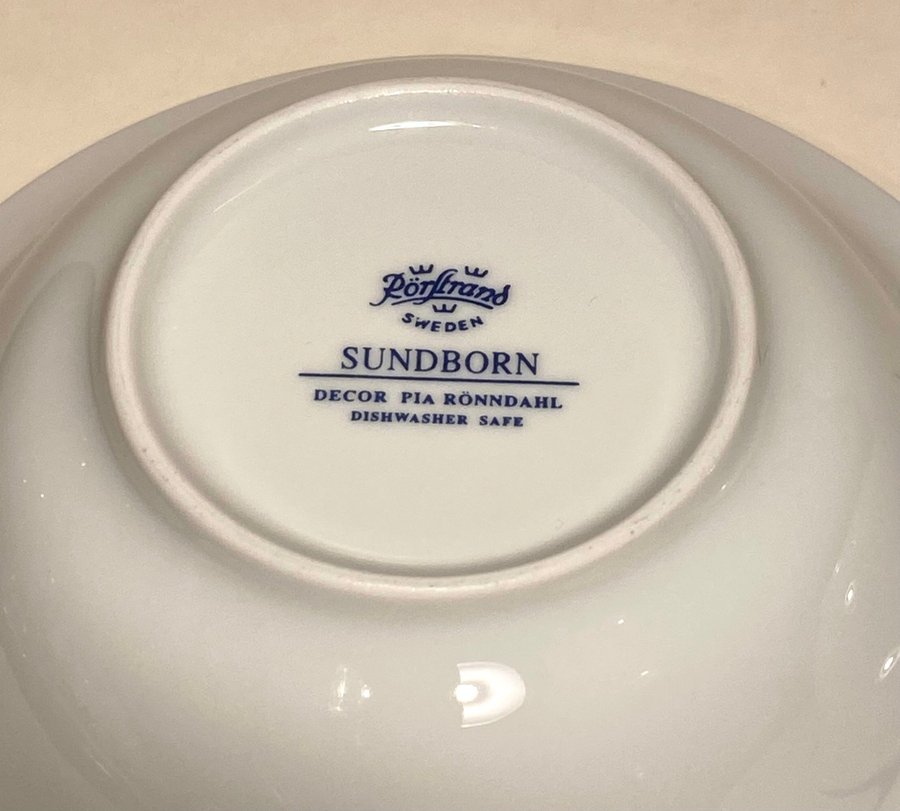 Rörstrand
SWEDEN
SUNDBORN
DECOR PIA RÖNNDAHL
DISHWASHER SAFE